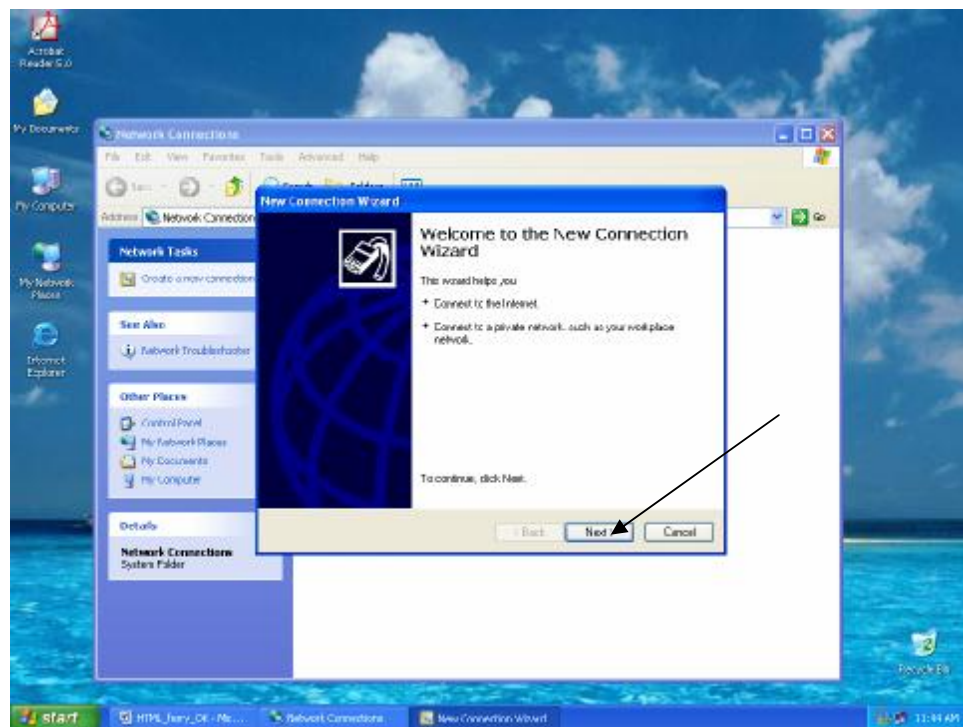 Acrobat
Reader 5.0
My Documents
My Computer
My Network
Places
Internet
Explorer
Network Connections
File Edit View Favorites Tools Advanced Help
Folders
Address Network Connection
Go
Network Tasks
Create a new connection
See Also
Network Troubleshooter
Other Places
Control Panel
My Network Places
My Documents
My Computer
Details
Network Connections
System Folder
New Connection Wizard
Welcome to the New Connection
Wizard
This wizard helps you
Connect to the Internet.
Connect to a private network, such as your workplace
network.
To continue, click Next.
< Back
Next
Cancel
Recycle Bin
start
Network Connections
New Connection Wizard
11:44 AM